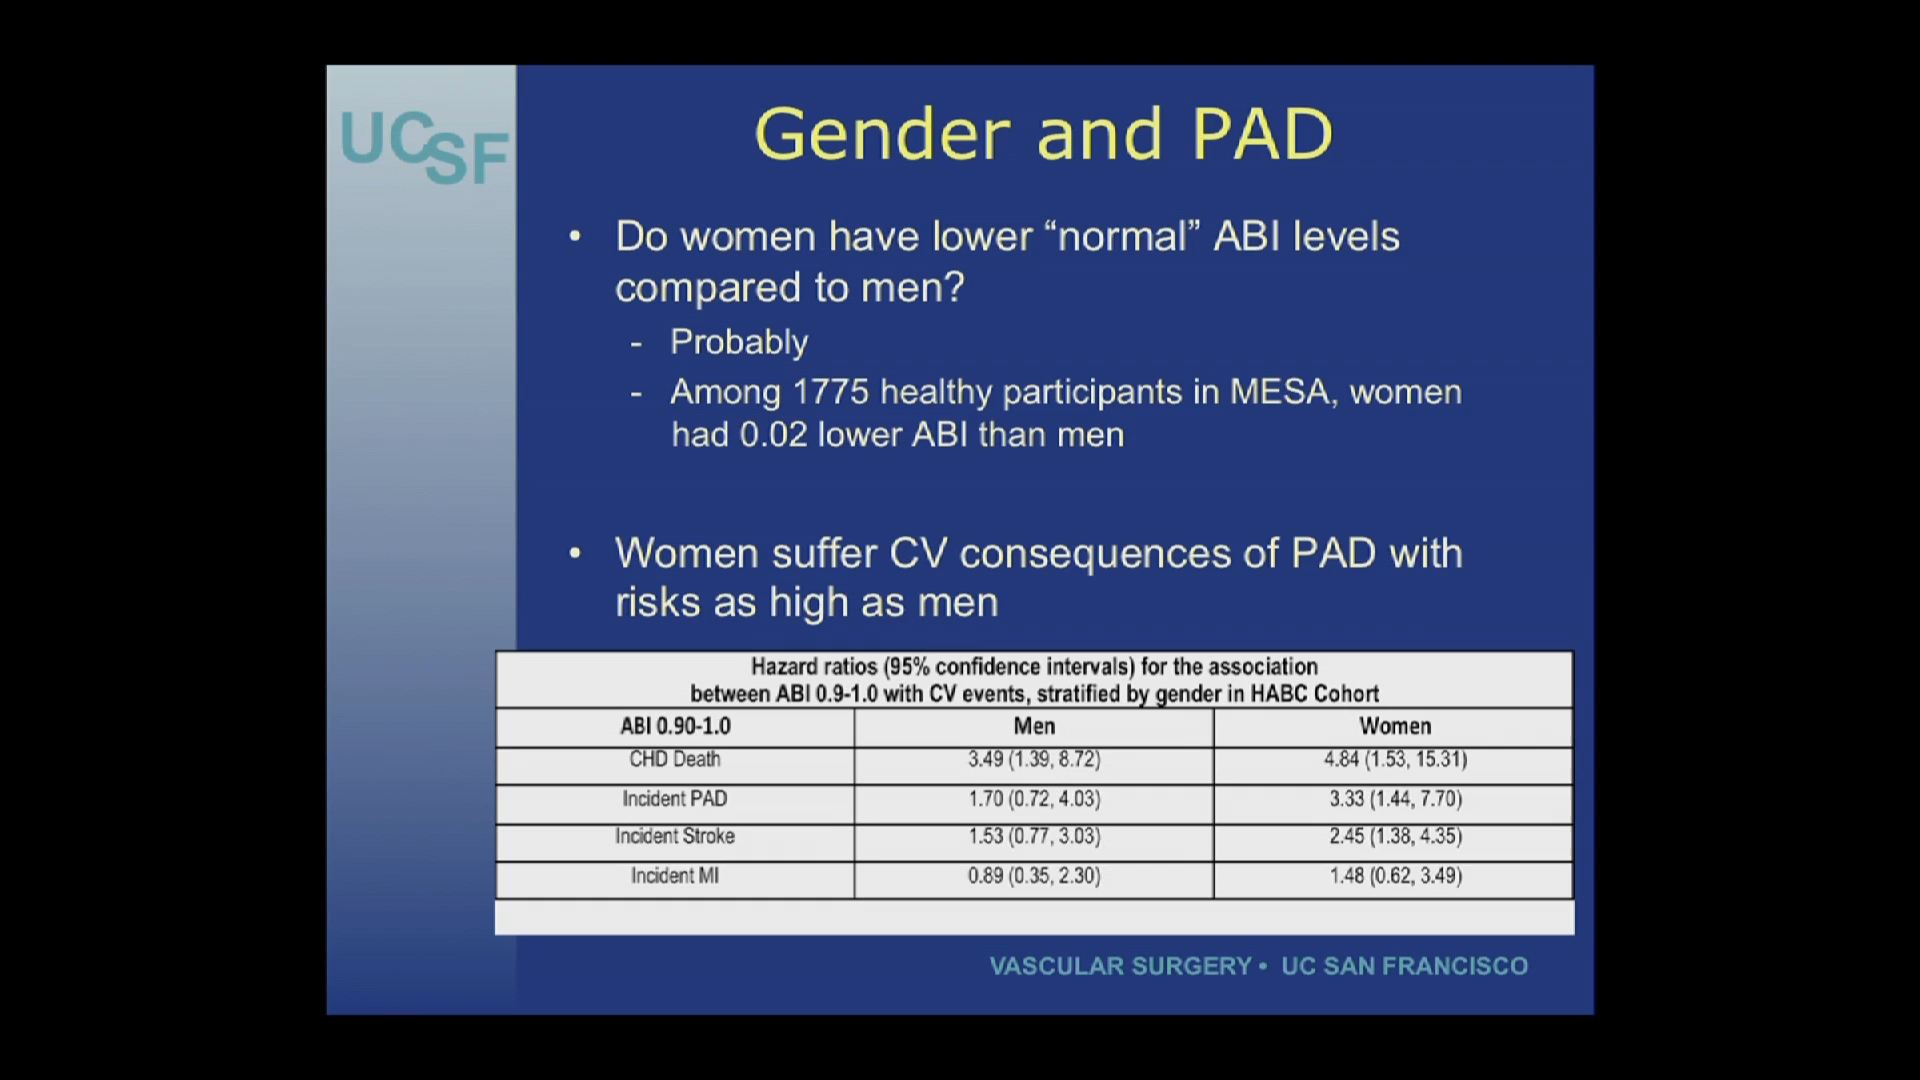 UCSF
Gender and PAD
• Do women have lower “normal” ABI levels
compared to men?
- Probably
- Among 1775 healthy participants in MESA, women
had 0.02 lower ABI than men
• Women suffer CV consequences of PAD with
risks as high as men
Hazard ratios (95% confidence intervals) for the association
between ABI 0.9-1.0 with CV events, stratified by gender in HABC Cohort
ABI 0.90-1.0 Men Women
CHD Death 3.49 (1.39, 8.72) 4.84 (1.53, 15.31)
Incident PAD 1.70 (0.72, 4.03) 3.33 (1.44, 7.70)
Incident Stroke 1.53 (0.77, 3.03) 2.45 (1.38, 4.35)
Incident MI 0.89 (0.35, 2.30) 1.48 (0.62, 3.49)
VASCULAR SURGERY • UC SAN FRANCISCO